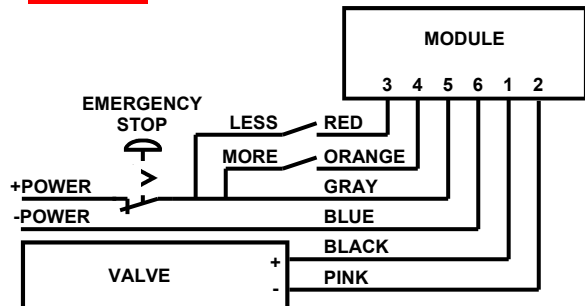 MODULE
3 4 5 6 1 2
EMERGENCY
STOP
LESS RED
MORE ORANGE
+POWER GRAY
-POWER BLUE
BLACK
VALVE +
- PINK